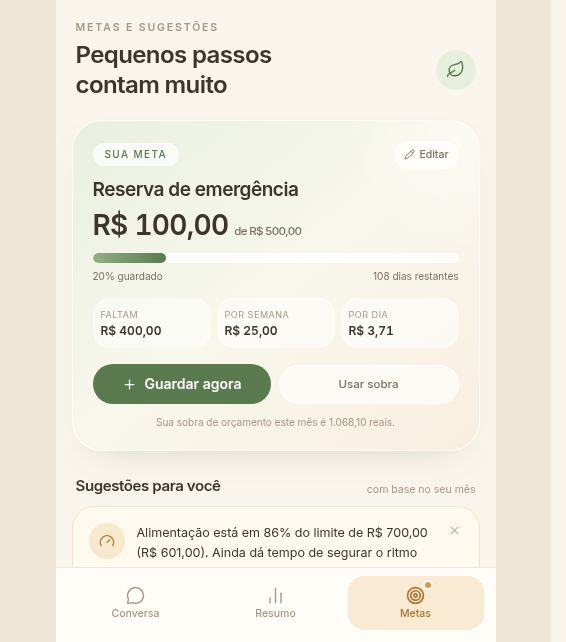 METAS E SUGESTÕES
Pequenos passos
contam muito
SUA META
Editar
Reserva de emergência
R$ 100,00 de R$ 500,00
20% guardado
108 dias restantes
FALTAM
R$ 400,00
POR SEMANA
R$ 25,00
POR DIA
R$ 3,71
+ Guardar agora
Usar sobra
Sua sobra de orçamento este mês é 1.068,10 reais.
Sugestões para você
com base no seu mês
Alimentação está em 86% do limite de R$ 700,00
(R$ 601,00). Ainda dá tempo de segurar o ritmo
Conversa
Resumo
Metas